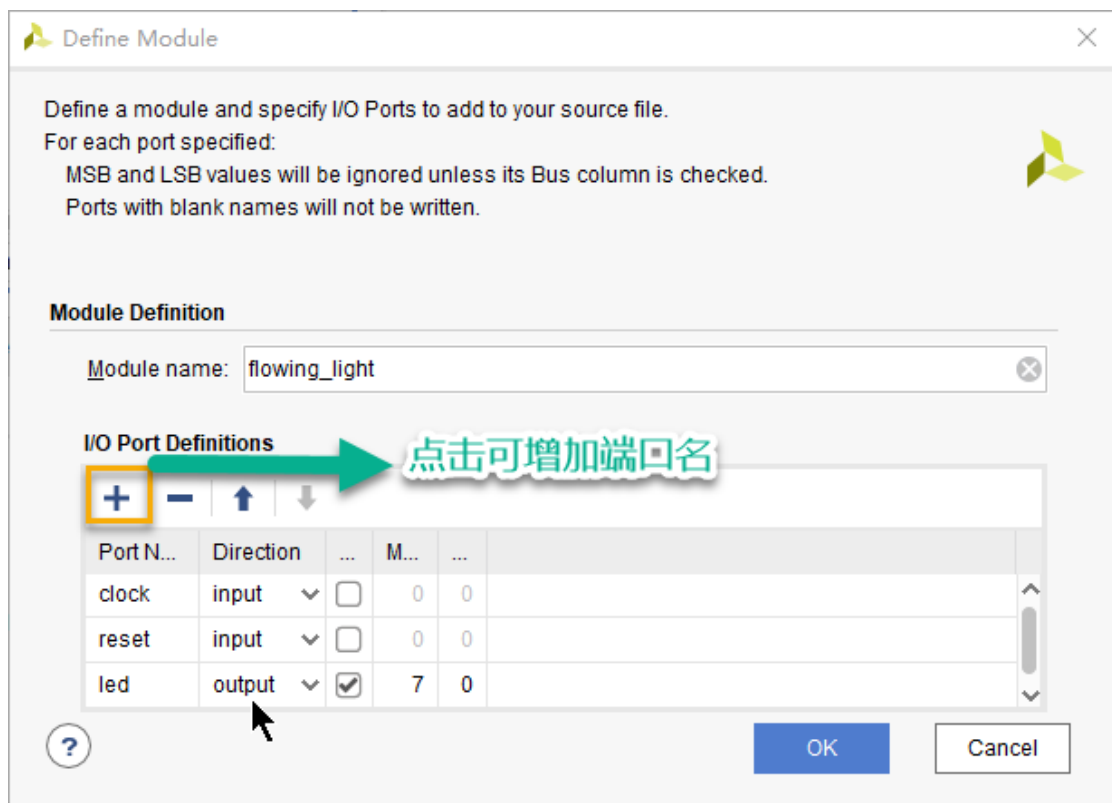 Define Module
Define a module and specify I/O Ports to add to your source file.
For each port specified:
MSB and LSB values will be ignored unless its Bus column is checked.
Ports with blank names will not be written.
Module Definition
Module name: flowing_light
I/O Port Definitions
点击可增加端口名
Port N... Direction ... M... ...
clock input 0 0
reset input 0 0
led output 7 0
? OK Cancel